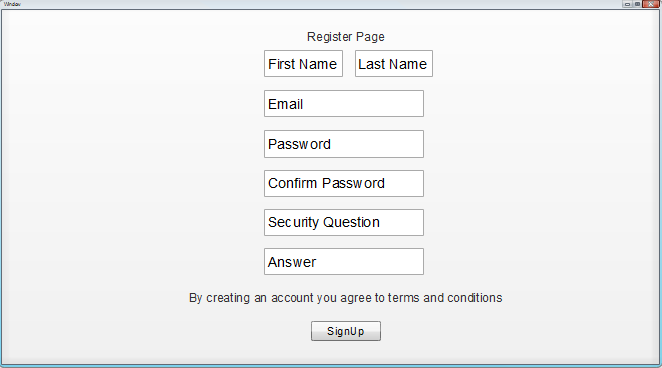 Window
Register Page
First Name Last Name
Email
Password
Confirm Password
Security Question
Answer
By creating an account you agree to terms and conditions
SignUp